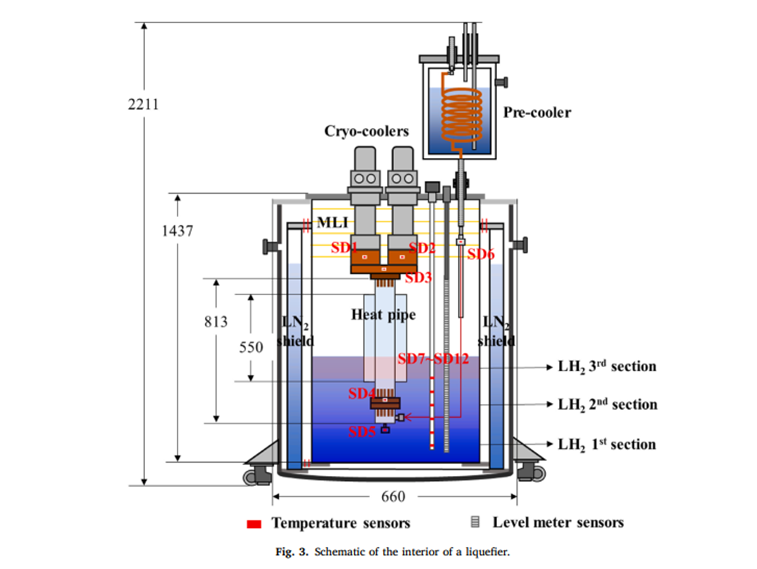 2211
Pre-cooler
Cryo-coolers
MLI
1437
SD1
SD2
SD6
SD3
813
Heat pipe
LN2 shield
LN2 shield
550
SD7~SD12
LH2 3rd section
SD4
LH2 2nd section
SD5
LH2 1st section
660
Temperature sensors
Level meter sensors
Fig. 3. Schematic of the interior of a liquefier.